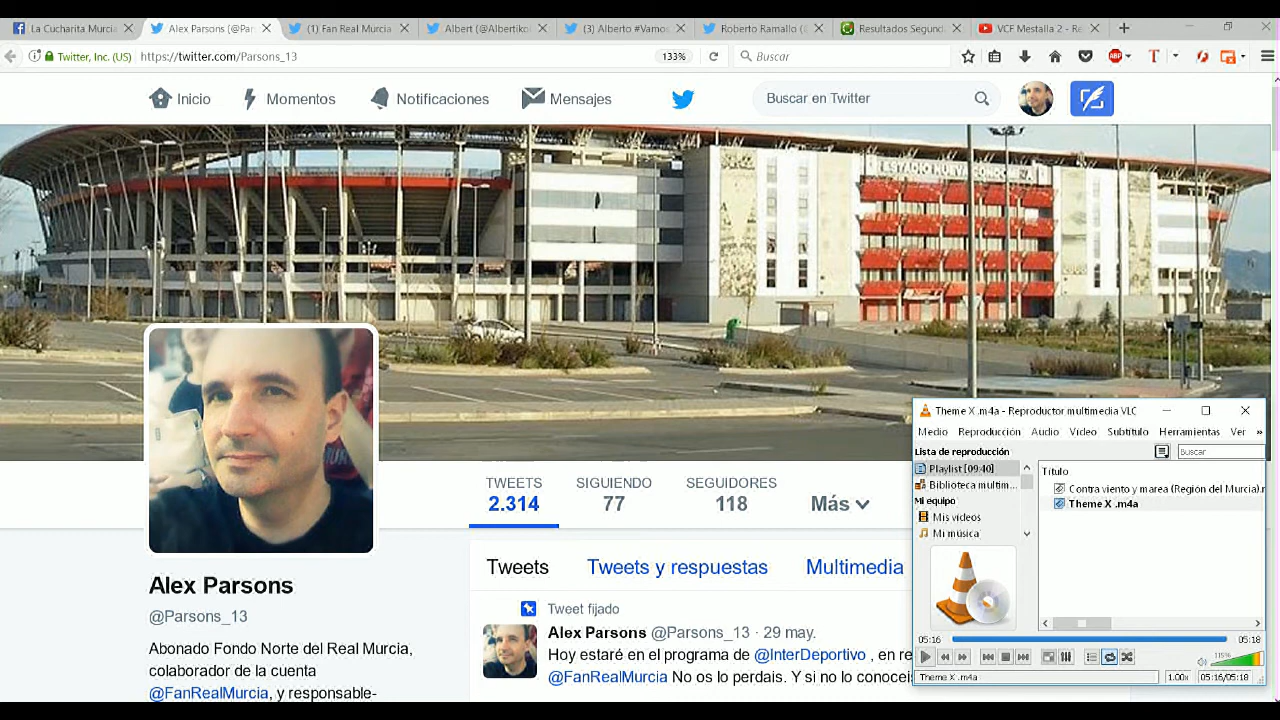 La Cucharita Murcia
Alex Parsons (@Par
(1) Fan Real Murcia
Albert (@Albertiko
(3) Alberto #Vamos
Roberto Ramallo (@
Resultados Segund
VCF Mestalla 2 - Re
Twitter, Inc. (US)
https://twitter.com/Parsons_13
133%
Buscar
ABP
T
Inicio
Momentos
Notificaciones
Mensajes
Buscar en Twitter
ESTADIO NUEVA CONDOMINA
TWEETS
2.314
SIGUIENDO
77
SEGUIDORES
118
Más
Alex Parsons
@Parsons_13
Abonado Fondo Norte del Real Murcia,
colaborador de la cuenta
@FanRealMurcia, y responsable-
Tweets
Tweets y respuestas
Multimedia
Tweet fijado
Alex Parsons @Parsons_13 · 29 may.
Hoy estaré en el programa de @InterDeportivo , en re
@FanRealMurcia No os lo perdais. Y si no lo conoceis
Theme X .m4a - Reproductor multimedia VLC
Medio Reproducción Audio Vídeo Subtítulo Herramientas Ver »
Lista de reproducción
Buscar
Playlist [09:40]
Biblioteca multim...
Mi equipo
Mis vídeos
Mi música
Título
Contra viento y marea (Región del Murcia).r
Theme X .m4a
05:16
05:18
115%
Theme X .m4a
1.00x
05:16/05:18